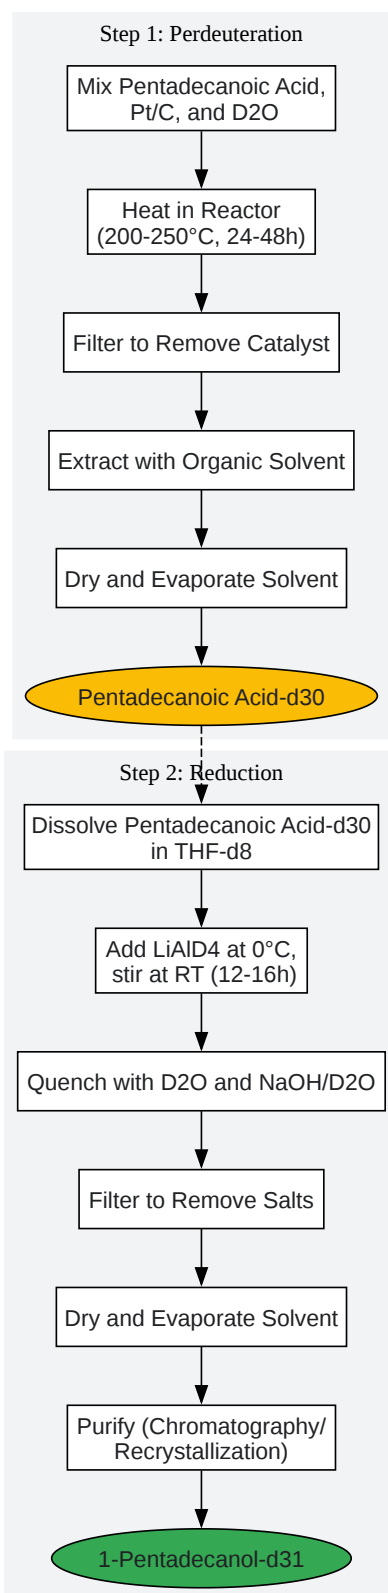 Step 1: Perdeuteration
Mix Pentadecanoic Acid,
Pt/C, and D2O
Heat in Reactor
(200-250°C, 24-48h)
Filter to Remove Catalyst
Extract with Organic Solvent
Dry and Evaporate Solvent
Pentadecanoic Acid-d30
Step 2: Reduction
Dissolve Pentadecanoic Acid-d30
in THF-d8
Add LiAlD4 at 0°C,
stir at RT (12-16h)
Quench with D2O and NaOH/D2O
Filter to Remove Salts
Dry and Evaporate Solvent
Purify (Chromatography/
Recrystallization)
1-Pentadecanol-d31